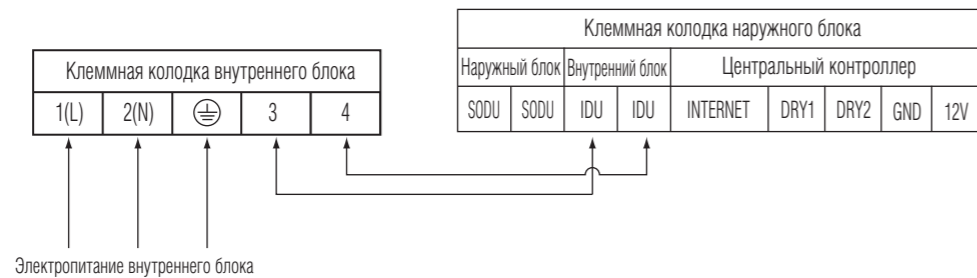 Клеммная колодка наружного блока
Наружный блок Внутренний блок Центральный контроллер
SODU SODU IDU IDU INTERNET DRY1 DRY2 GND 12V
Клеммная колодка внутреннего блока
1(L) 2(N) 3 4
Электропитание внутреннего блока